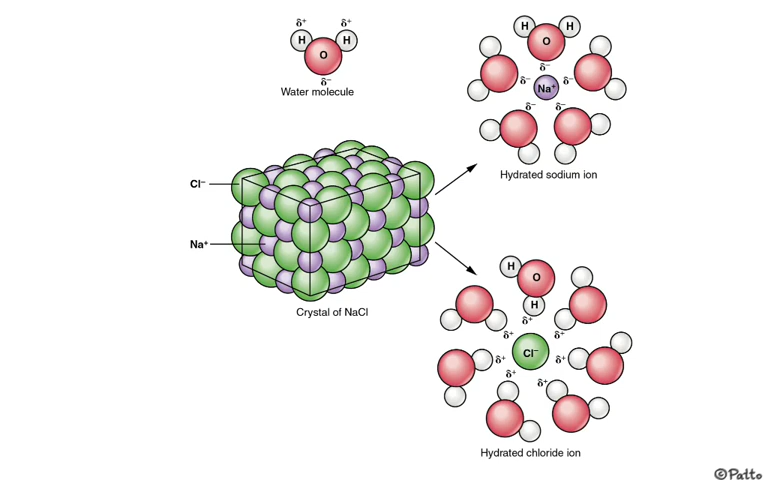 δ⁺ δ⁺
H H
O
δ⁻
Water molecule
H H
O
δ⁻
δ⁻ Na⁺ δ⁻
δ⁻ δ⁻
Hydrated sodium ion
Cl⁻
Na⁺
Crystal of NaCl
H
O
H
δ⁺
δ⁺ δ⁺
Cl⁻
δ⁺ δ⁺
δ⁺ δ⁺
Hydrated chloride ion
©Patto